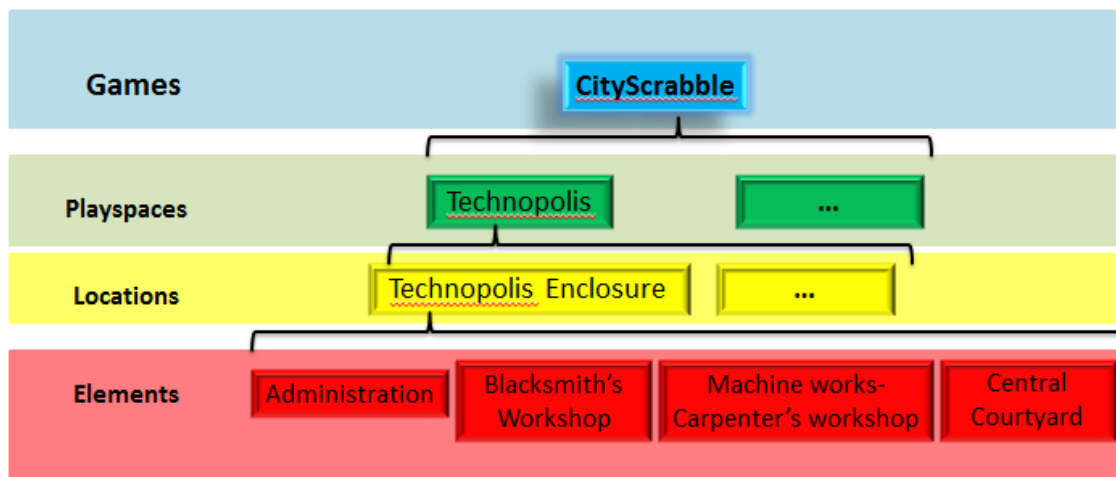 Games
CityScrabble
Playspaces
Technopolis
...
Locations
Technopolis Enclosure
...
Elements
Administration
Blacksmith's
Workshop
Machine works-
Carpenter's workshop
Central
Courtyard